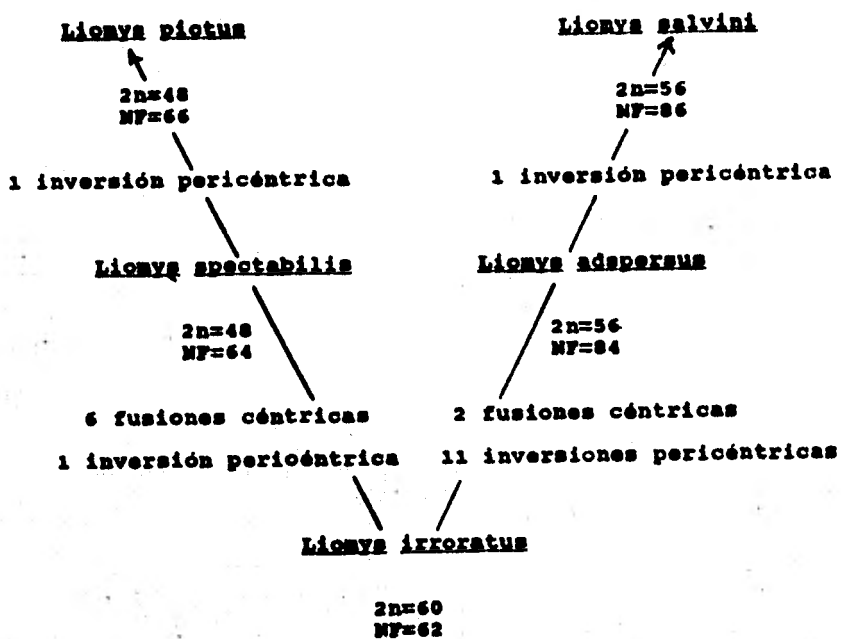 Liomys pictus
Liomys salvini
2n=48
NF=66
2n=56
NF=86
1 inversión pericéntrica
1 inversión pericéntrica
Liomys spectabilis
Liomys adspersus
2n=48
NF=64
2n=56
NF=84
6 fusiones céntricas
2 fusiones céntricas
1 inversión pericéntrica
11 inversiones pericéntricas
Liomys irroratus
2n=60
NF=62